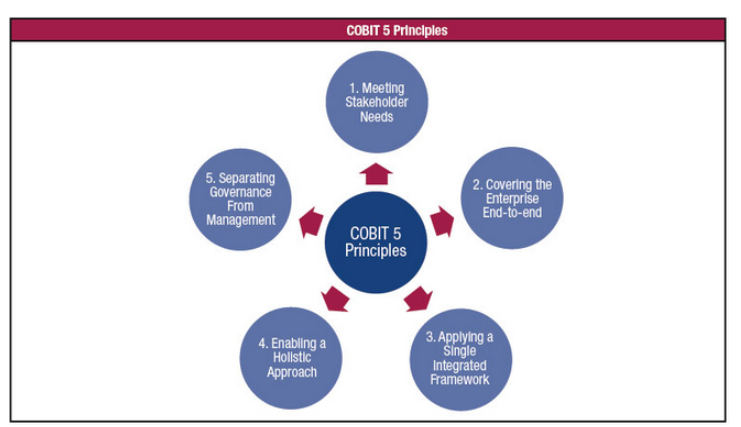 COBIT 5 Principles
1. Meeting
Stakeholder
Needs
2. Covering the
Enterprise
End-to-end
3. Applying a
Single
Integrated
Framework
4. Enabling a
Holistic
Approach
5. Separating
Governance
From
Management
COBIT 5
Principles